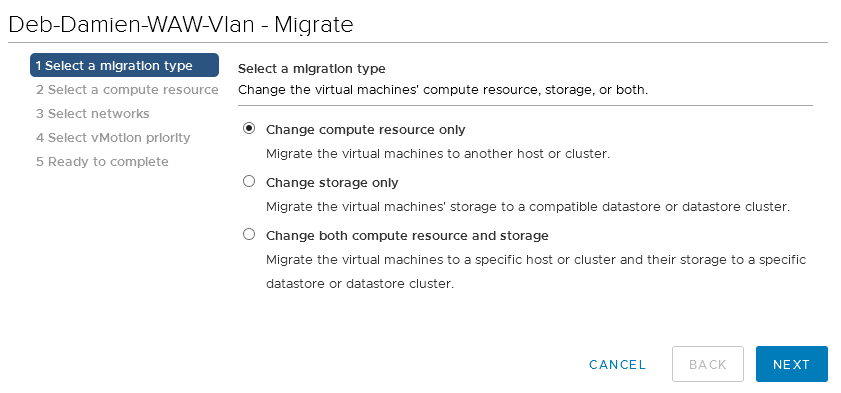 Deb-Damien-WAW-Vlan - Migrate
1 Select a migration type
2 Select a compute resource
3 Select networks
4 Select vMotion priority
5 Ready to complete
Select a migration type
Change the virtual machines' compute resource, storage, or both.
Change compute resource only
Migrate the virtual machines to another host or cluster.
Change storage only
Migrate the virtual machines' storage to a compatible datastore or datastore cluster.
Change both compute resource and storage
Migrate the virtual machines to a specific host or cluster and their storage to a specific
datastore or datastore cluster.
CANCEL BACK NEXT